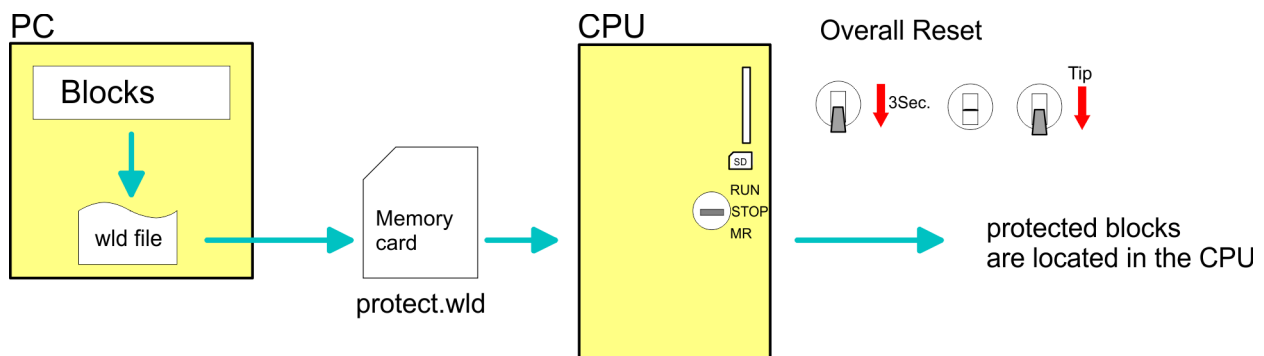 PC
Blocks
wld file
Memory
card
protect.wld
CPU
SD
RUN
STOP
MR
Overall Reset
3Sec.
Tip
protected blocks
are located in the CPU